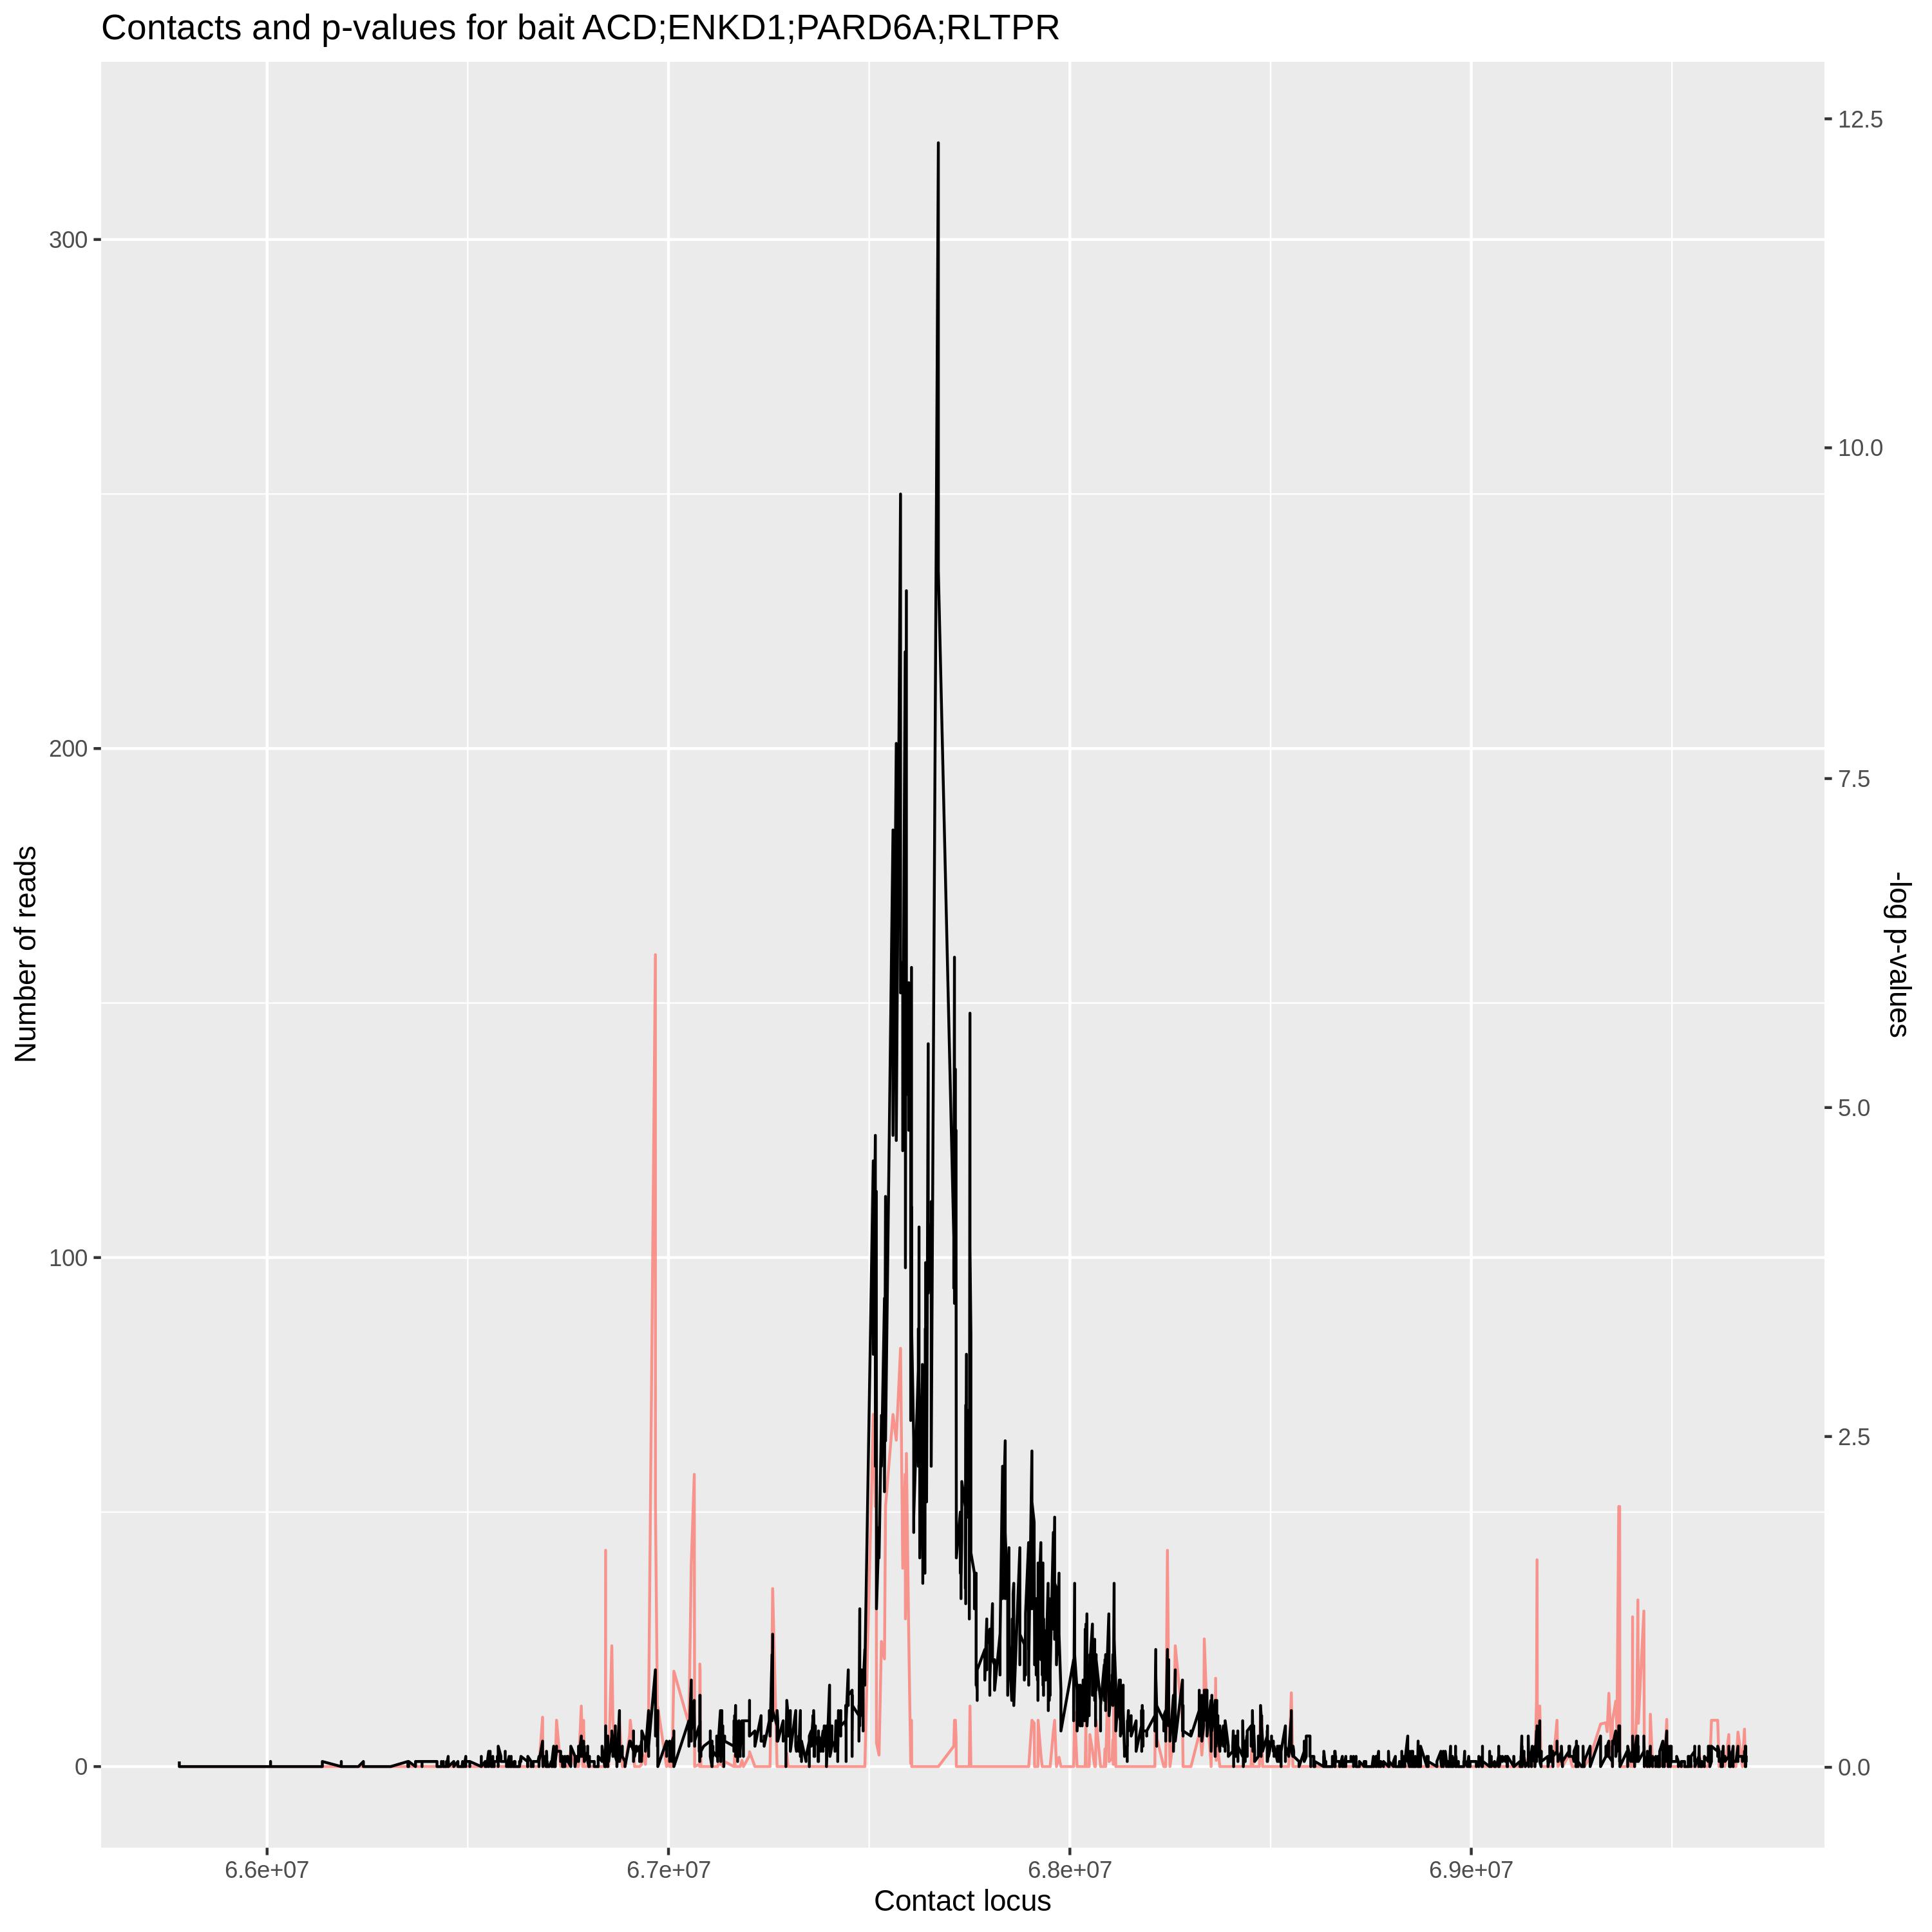 Contacts and p-values for bait ACD;ENKD1;PARD6A;RLTPR
300
200
100
0
Number of reads
12.5
10.0
7.5
5.0
2.5
0.0
-log p-values
6.6e+07
6.7e+07
6.8e+07
6.9e+07
Contact locus